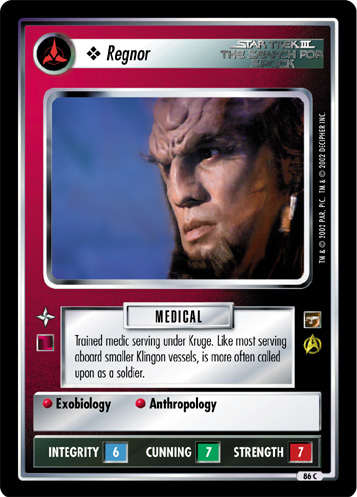 Regnor
STAR TREK III
THE SEARCH FOR
SPOCK
TM & © 2002 PAR. PIC. TM & © 2002 DECIPHER INC.
MEDICAL
Trained medic serving under Kruge. Like most serving
aboard smaller Klingon vessels, is more often called
upon as a soldier.
Exobiology Anthropology
INTEGRITY 6 CUNNING 7 STRENGTH 7
86 C